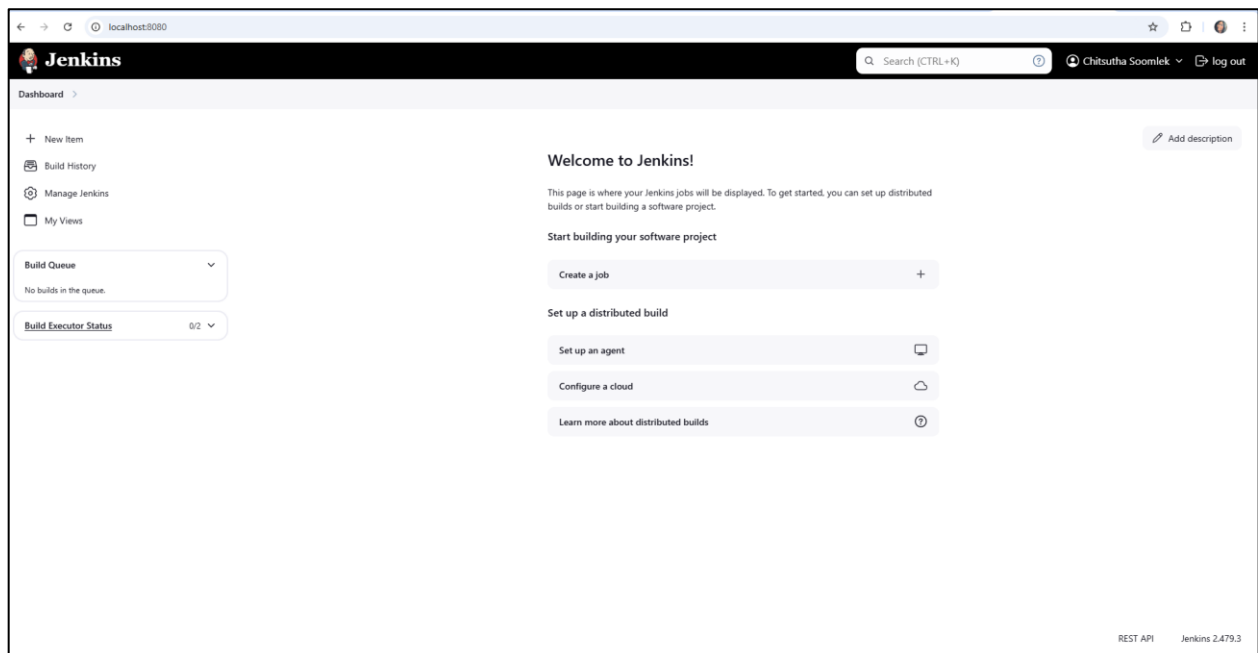 localhost:8080
Jenkins
Search (CTRL+K)
Chitsutha Soomlek
log out
Dashboard
New Item
Build History
Manage Jenkins
My Views
Build Queue
No builds in the queue.
Build Executor Status 0/2
Add description
Welcome to Jenkins!
This page is where your Jenkins jobs will be displayed. To get started, you can set up distributed
builds or start building a software project.
Start building your software project
Create a job
Set up a distributed build
Set up an agent
Configure a cloud
Learn more about distributed builds
REST API Jenkins 2.479.3